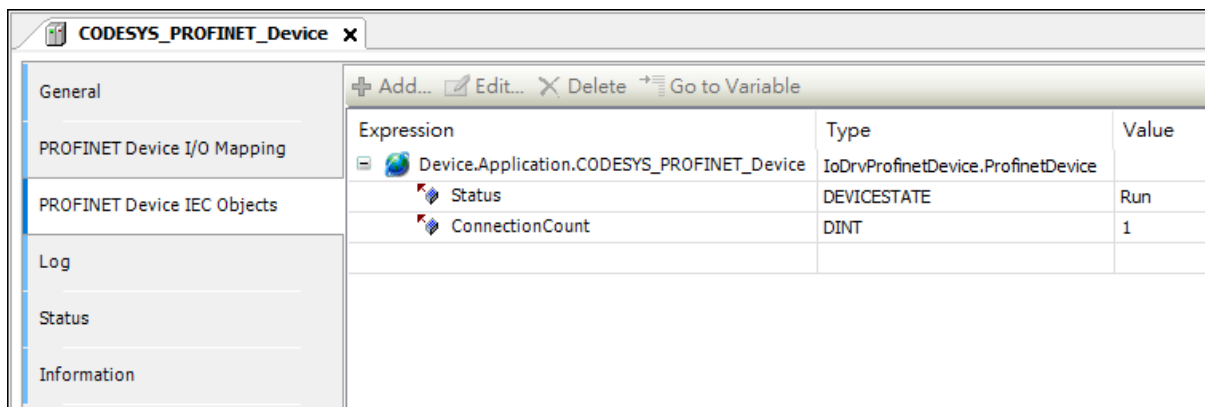 CODESYS_PROFINET_Device X
General
PROFINET Device I/O Mapping
PROFINET Device IEC Objects
Log
Status
Information
Add... Edit... Delete Go to Variable
Expression Type Value
Device.Application.CODESYS_PROFINET_Device IoDrvProfinetDevice.ProfinetDevice
Status DEVICESTATE Run
ConnectionCount DINT 1